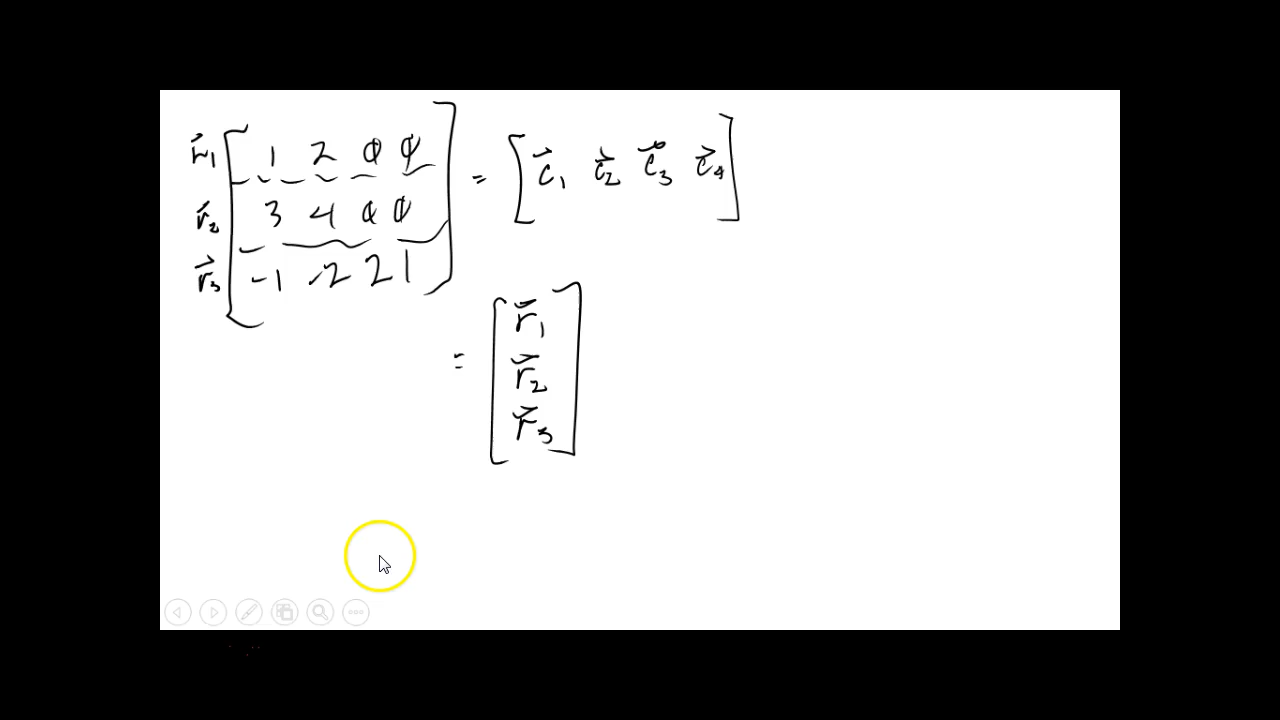 r⃗₁ [ 1 2 0 0 ] = [ c⃗₁ c⃗₂ c⃗₃ c⃗₄ ]
r⃗₂ 3 4 0 0
r⃗₃ -1 -2 2 1
= [ r⃗₁
r⃗₂
r⃗₃ ]